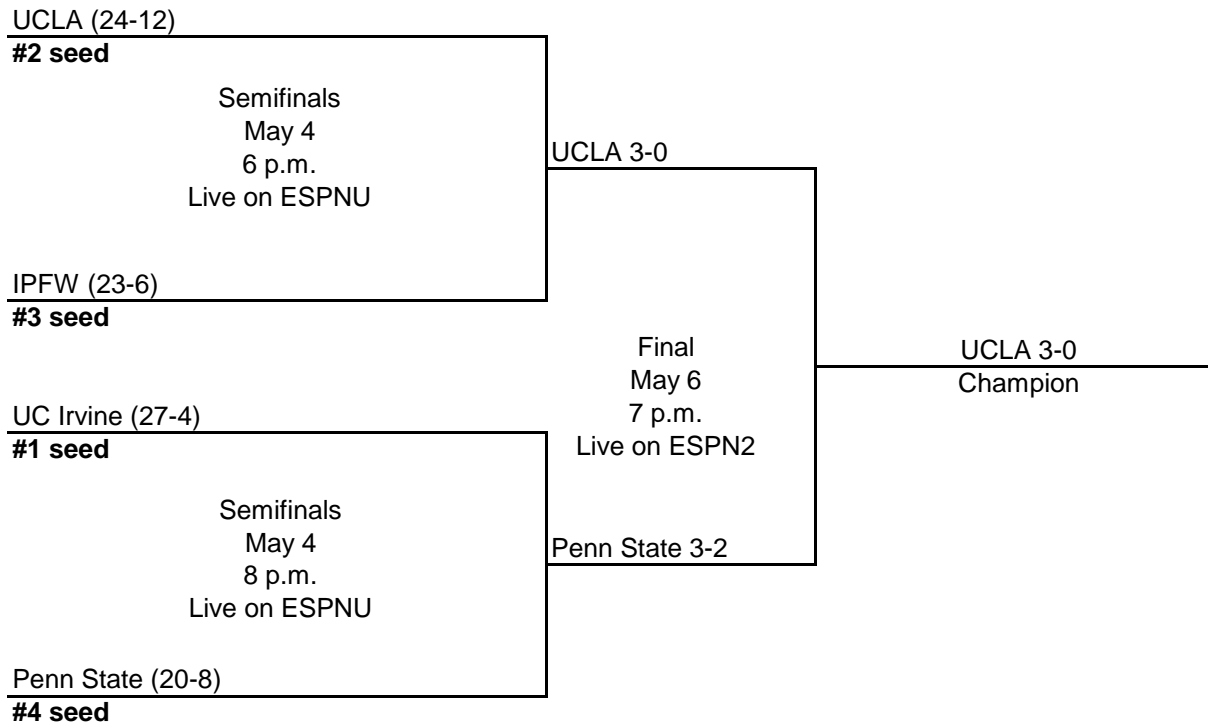 UCLA (24-12)
#2 seed
Semifinals
May 4
6 p.m.
Live on ESPNU
UCLA 3-0
IPFW (23-6)
#3 seed
Final
May 6
7 p.m.
Live on ESPN2
UCLA 3-0
Champion
UC Irvine (27-4)
#1 seed
Semifinals
May 4
8 p.m.
Live on ESPNU
Penn State 3-2
Penn State (20-8)
#4 seed